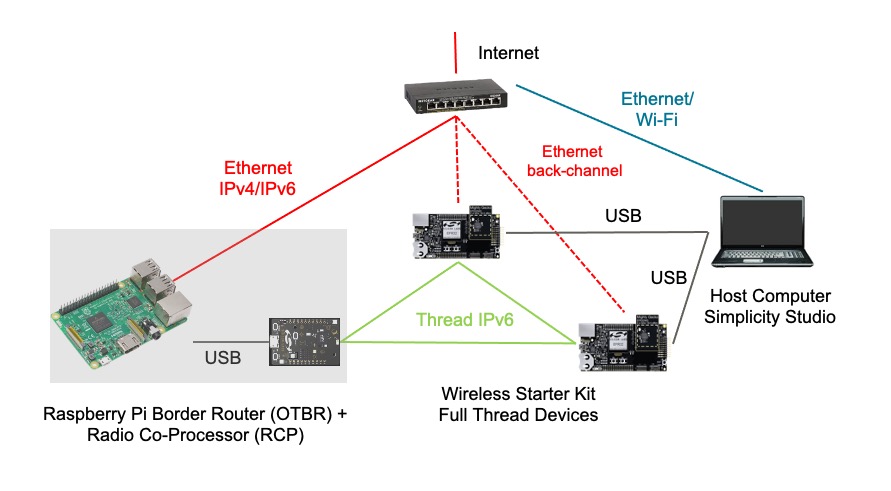 Internet
Ethernet/
Wi-Fi
Ethernet
back-channel
Ethernet
IPv4/IPv6
USB
USB
Host Computer
Simplicity Studio
Thread IPv6
USB
Wireless Starter Kit
Full Thread Devices
Raspberry Pi Border Router (OTBR) +
Radio Co-Processor (RCP)
NETGEAR